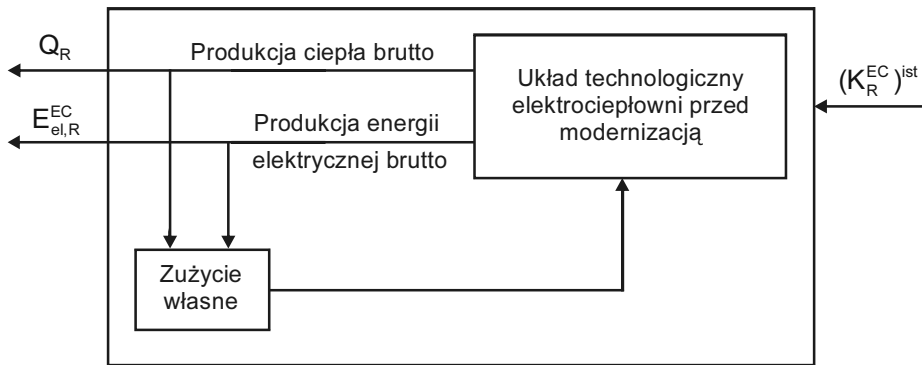 Q_R
Produkcja ciepła brutto
Układ technologiczny
elektrociepłowni przed
modernizacją
(K_R^EC)^ist
E_el,R^EC
Produkcja energii
elektrycznej brutto
Zużycie
własne